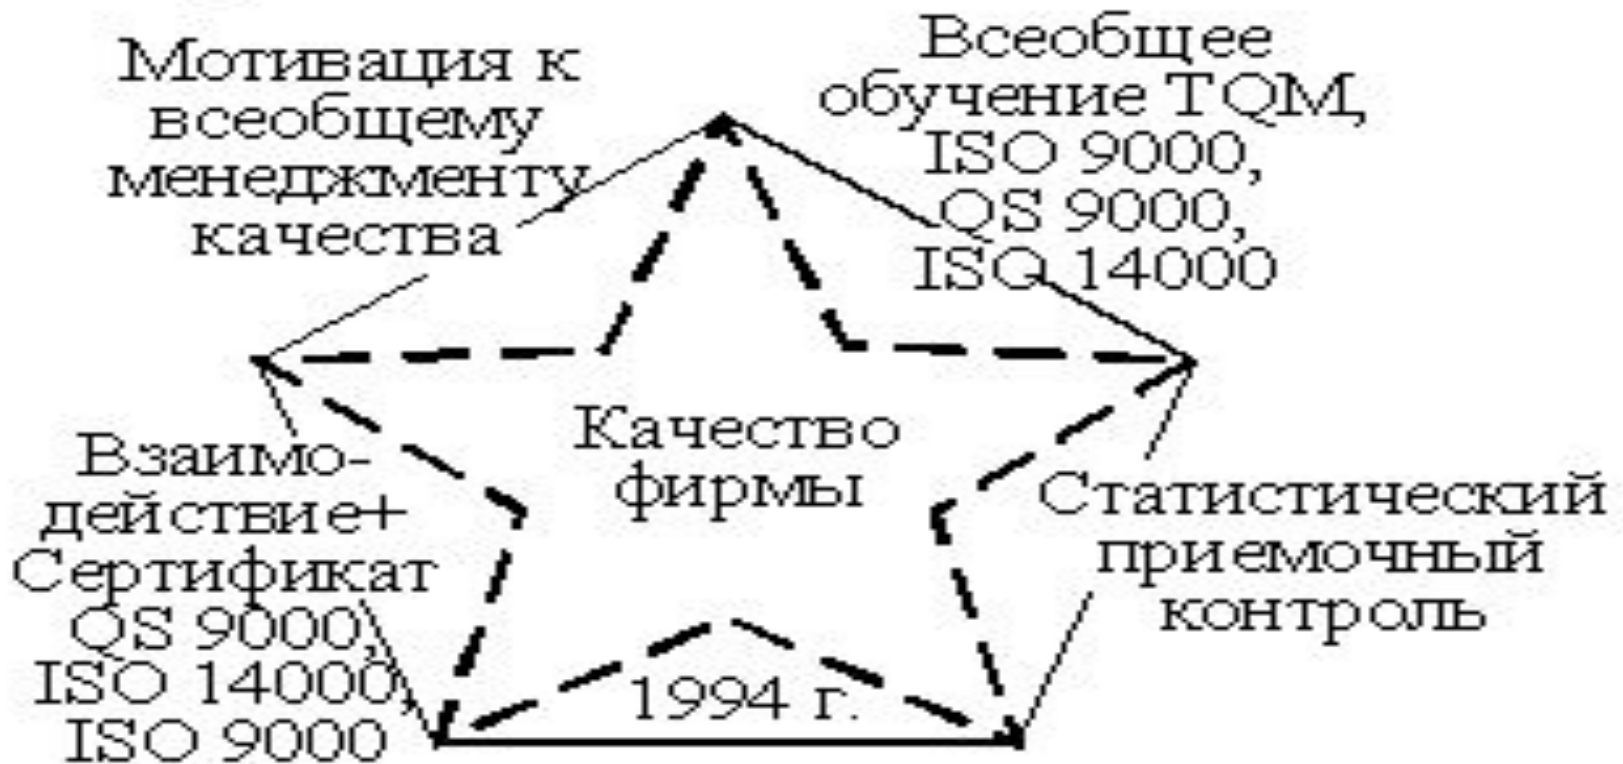 Мотивация к
всеобщему
менеджменту
качества
Всеобщее
обучение TQM,
ISO 9000,
QS 9000,
ISO 14000
Качество
фирмы
Взаимо-
действие+
Сертификат
QS 9000,
ISO 14000,
ISO 9000
Статистический
приемочный
контроль
1994 г.